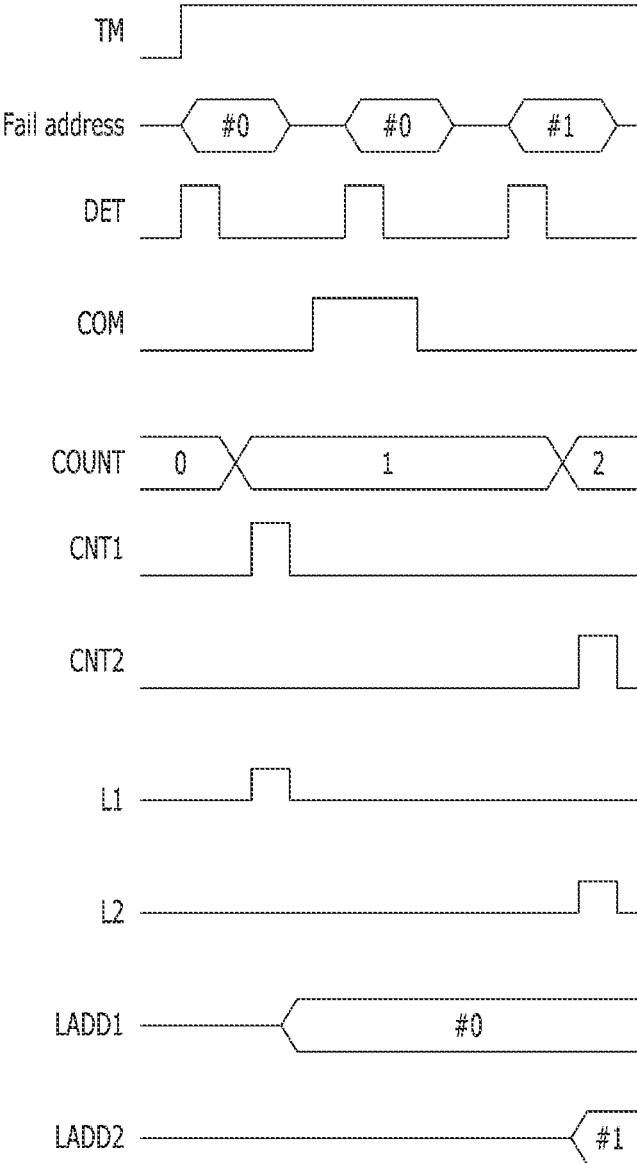 TM
Fail address #0 #0 #1
DET
COM
COUNT 0 1 2
CNT1
CNT2
L1
L2
LADD1 #0
LADD2 #1